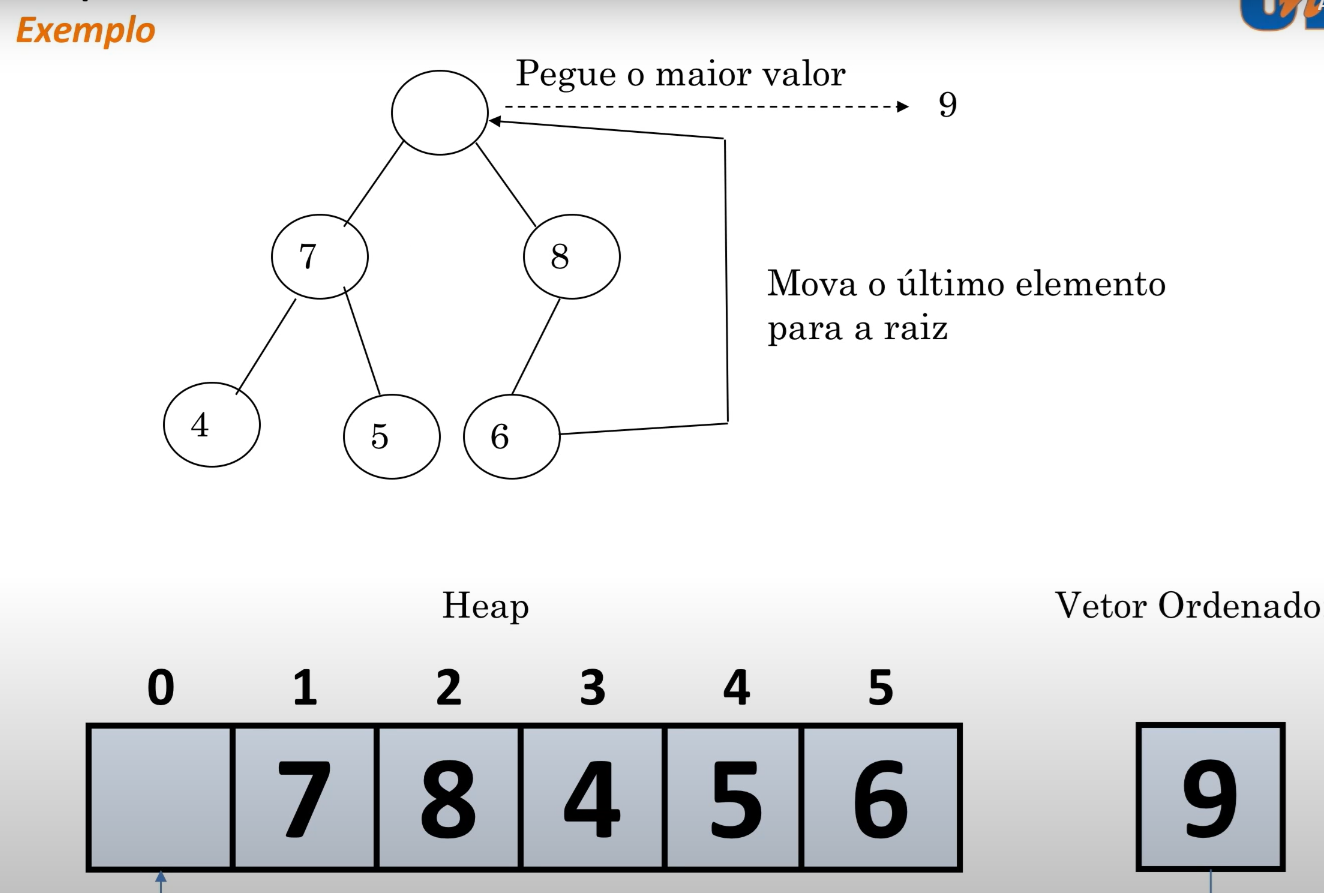 Exemplo
Pegue o maior valor
9
7
8
Mova o último elemento
para a raiz
4
5
6
Heap
Vetor Ordenado
0 1 2 3 4 5
7 8 4 5 6
9